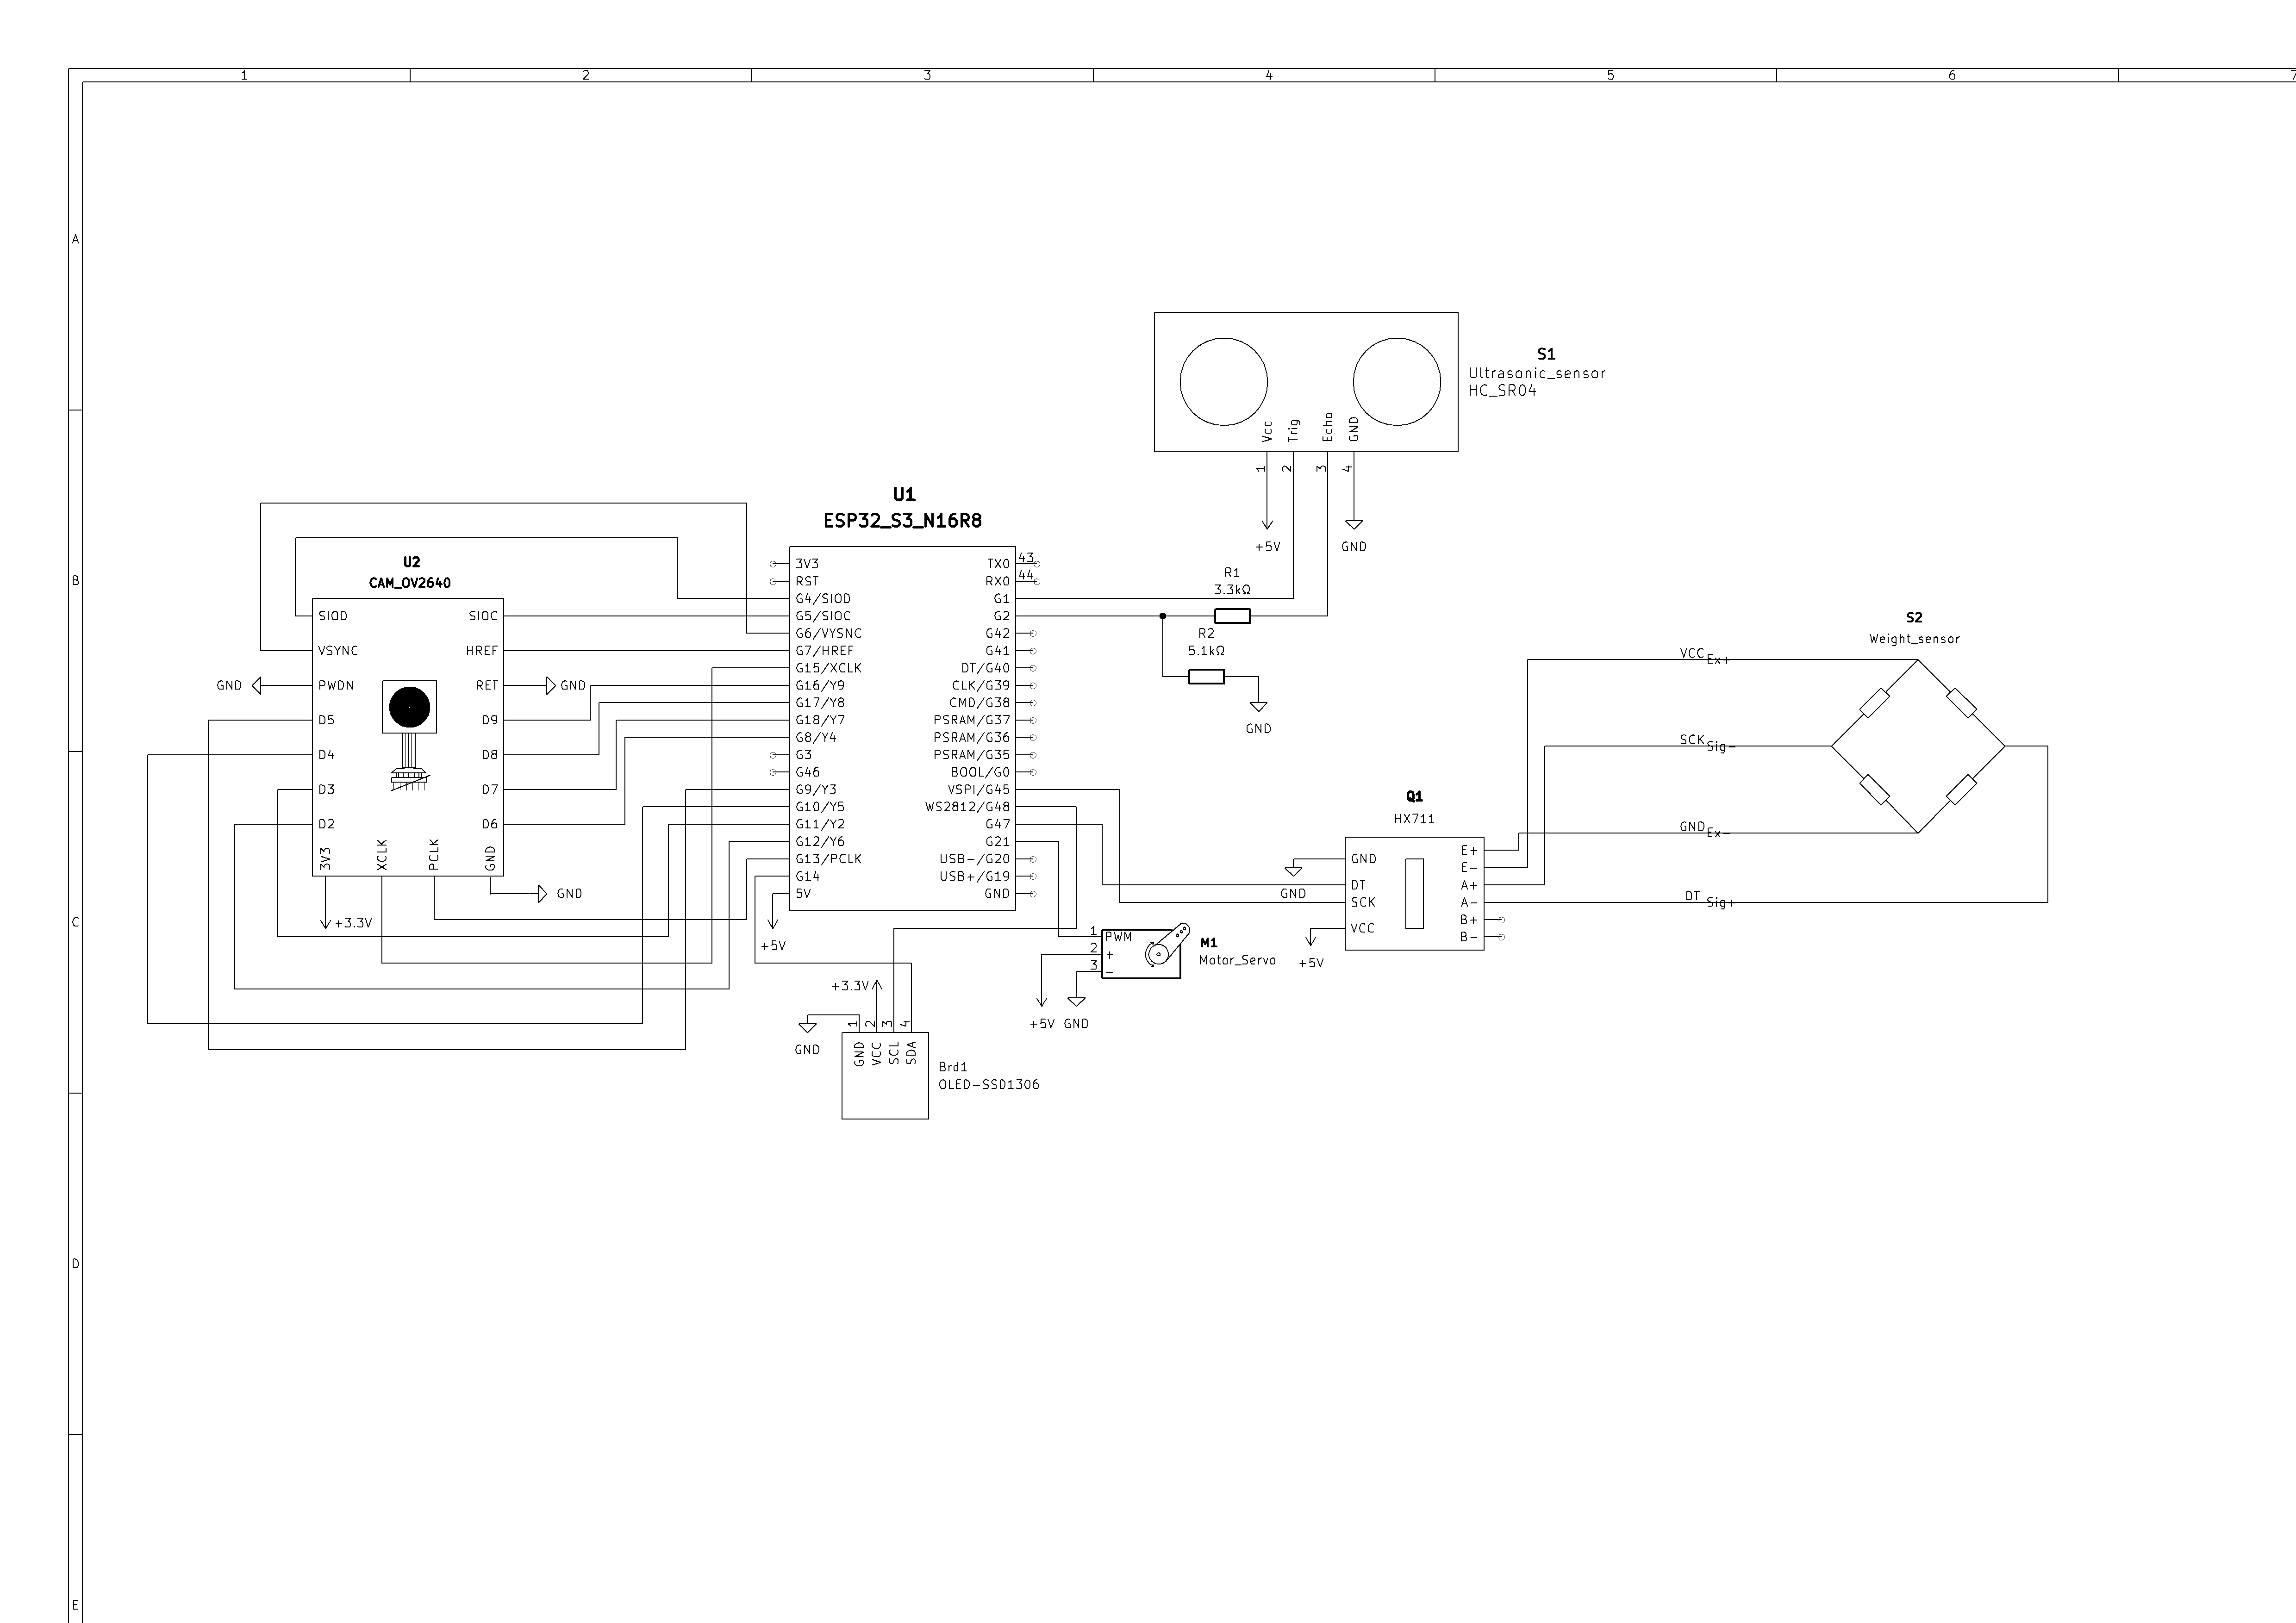 1 2 3 4 5 6 7
A
B
C
D
E
S1
Ultrasonic_sensor
HC_SR04
Vcc Trig Echo GND
1 2 3 4
+5V GND
U1
ESP32_S3_N16R8
3V3
RST
G4/SIOD
G5/SIOC
G6/VYSNC
G7/HREF
G15/XCLK
G16/Y9
G17/Y8
G18/Y7
G8/Y4
G3
G46
G9/Y3
G10/Y5
G11/Y2
G12/Y6
G13/PCLK
G14
5V
+5V
TX0 43
RX0 44
G1
G2
G42
G41
DT/G40
CLK/G39
CMD/G38
PSRAM/G37
PSRAM/G36
PSRAM/G35
BOOL/G0
VSPI/G45
WS2812/G48
G47
G21
USB-/G20
USB+/G19
GND
R1
3.3kΩ
R2
5.1kΩ
GND
U2
CAM_OV2640
SIOD SIOC
VSYNC HREF
GND PWDN RET GND
D5 D9
D4 D8
D3 D7
D2 D6
3V3 XCLK PCLK GND
GND
+3.3V
S2
Weight_sensor
VCC Ex+
SCK Sig-
GND Ex-
DT Sig+
Q1
HX711
GND
DT
SCK
VCC
E+
E-
A+
A-
B+
B-
GND
+5V
M1
Motor_Servo
1 PWM
2 +
3 -
+5V GND
+3.3V
GND
1 2 3 4
GND VCC SCL SDA
Brd1
OLED-SSD1306